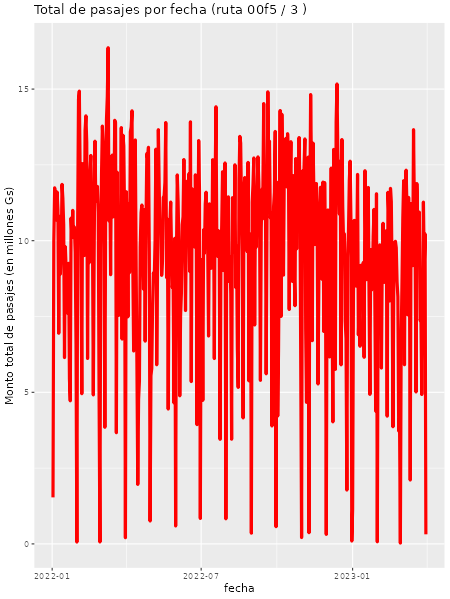 Total de pasajes por fecha (ruta 00f5 / 3 )
Monto total de pasajes (en millones Gs)
15
10
5
0
2022-01
2022-07
2023-01
fecha